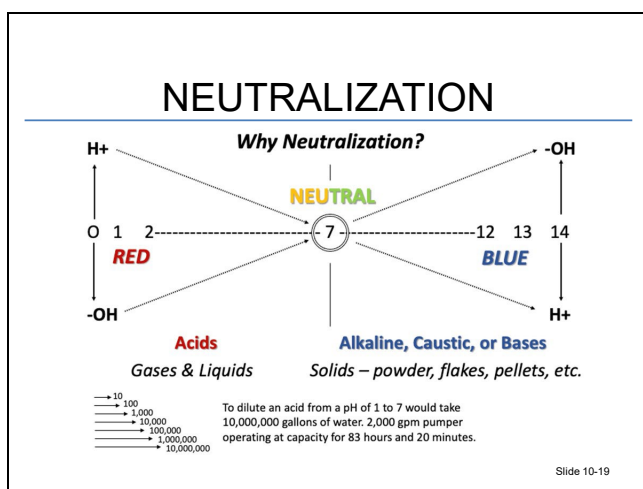 NEUTRALIZATION
Why Neutralization?
H+
-OH
NEUTRAL
O 1 2 - 7 - 12 13 14
RED
BLUE
-OH
H+
Acids
Alkaline, Caustic, or Bases
Gases & Liquids
Solids – powder, flakes, pellets, etc.
10
100
1,000
10,000
100,000
1,000,000
10,000,000
To dilute an acid from a pH of 1 to 7 would take
10,000,000 gallons of water. 2,000 gpm pumper
operating at capacity for 83 hours and 20 minutes.
Slide 10-19